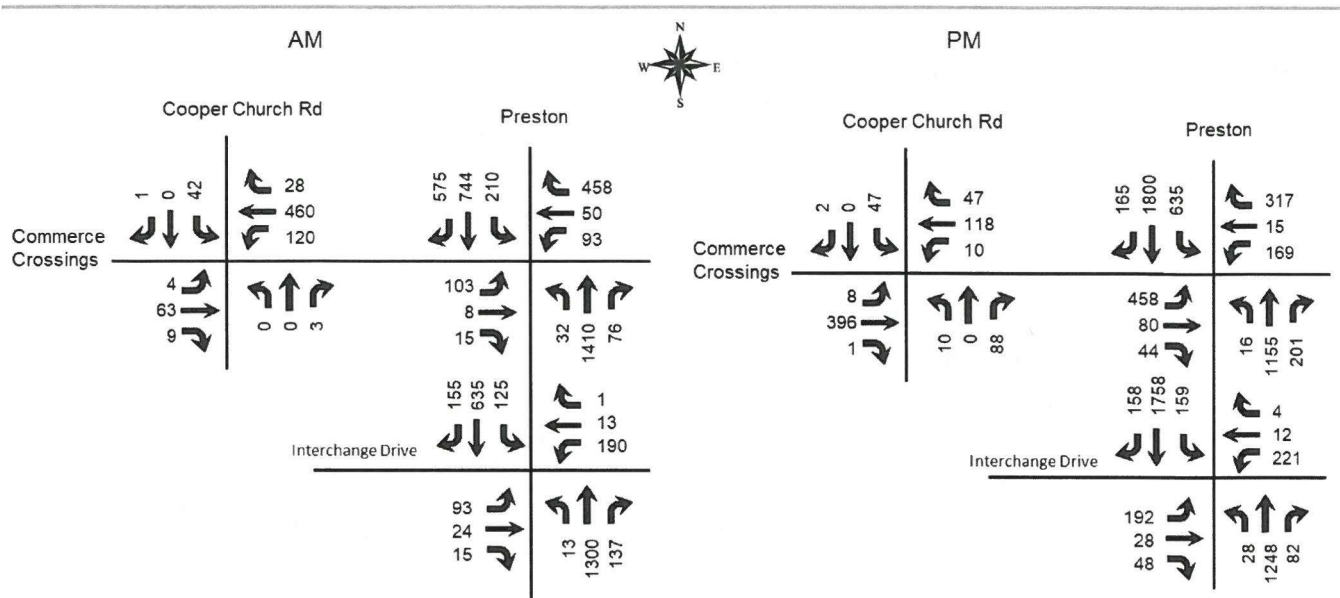 AM
N
W E
S
PM
Cooper Church Rd
Preston
1 0 42
28
460
120
Commerce
Crossings
4
63
9
0 0 3
575 744 210
458
50
93
103
8
15
32 1410 76
155 635 125
1
13
190
Interchange Drive
93
24
15
13 1300 137
Cooper Church Rd
Preston
2 0 47
47
118
10
Commerce
Crossings
8
396
1
10 0 88
165 1800 635
317
15
169
458
80
44
16 1155 201
158 1758 159
4
12
221
Interchange Drive
192
28
48
28 1248 82